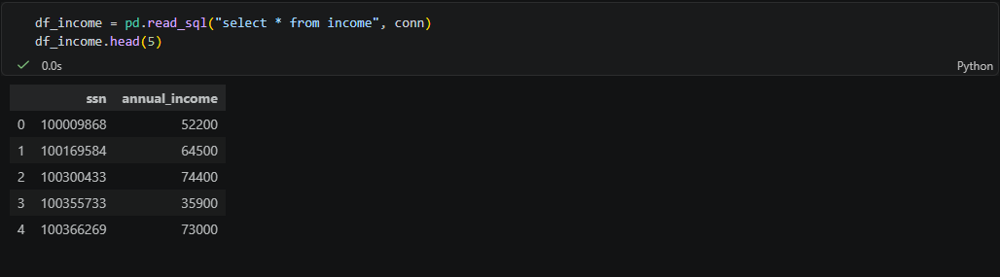 df_income = pd.read_sql("select * from income", conn)
df_income.head(5)
0.0s
Python
ssn annual_income
0 100009868 52200
1 100169584 64500
2 100300433 74400
3 100355733 35900
4 100366269 73000